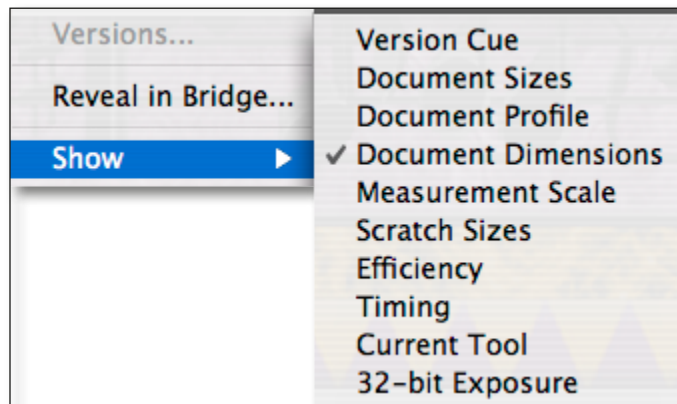 Versions...
Reveal in Bridge...
Show
Version Cue
Document Sizes
Document Profile
Document Dimensions
Measurement Scale
Scratch Sizes
Efficiency
Timing
Current Tool
32-bit Exposure